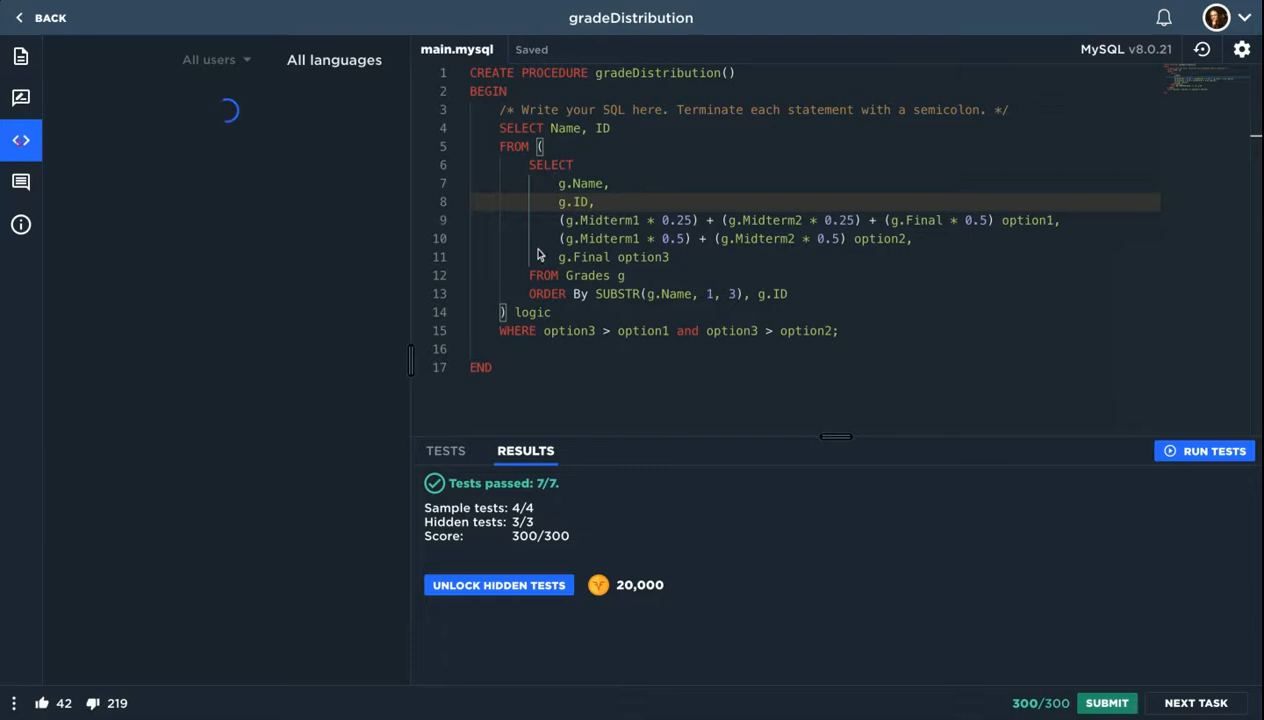 BACK
gradeDistribution
All users
All languages
main.mysql
Saved
MySQL v8.0.21
1 CREATE PROCEDURE gradeDistribution()
2 BEGIN
3 /* Write your SQL here. Terminate each statement with a semicolon. */
4 SELECT Name, ID
5 FROM (
6 SELECT
7 g.Name,
8 g.ID,
9 (g.Midterm1 * 0.25) + (g.Midterm2 * 0.25) + (g.Final * 0.5) option1,
10 (g.Midterm1 * 0.5) + (g.Midterm2 * 0.5) option2,
11 g.Final option3
12 FROM Grades g
13 ORDER By SUBSTR(g.Name, 1, 3), g.ID
14 ) logic
15 WHERE option3 > option1 and option3 > option2;
16
17 END
TESTS
RESULTS
RUN TESTS
Tests passed: 7/7.
Sample tests: 4/4
Hidden tests: 3/3
Score: 300/300
UNLOCK HIDDEN TESTS
20,000
42
219
300/300
SUBMIT
NEXT TASK